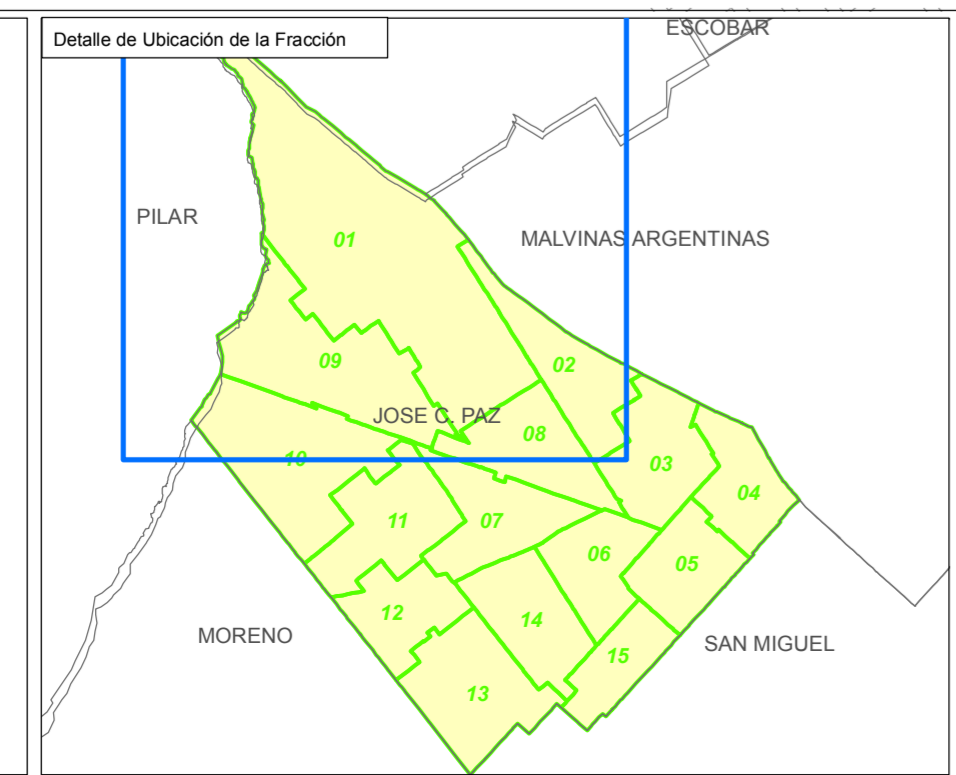 ESCOBAR
Detalle de Ubicación de la Fracción
PILAR
01
MALVINAS ARGENTINAS
09
02
JOSE C. PAZ
08
10
03
04
11
07
06
05
12
14
MORENO
SAN MIGUEL
15
13